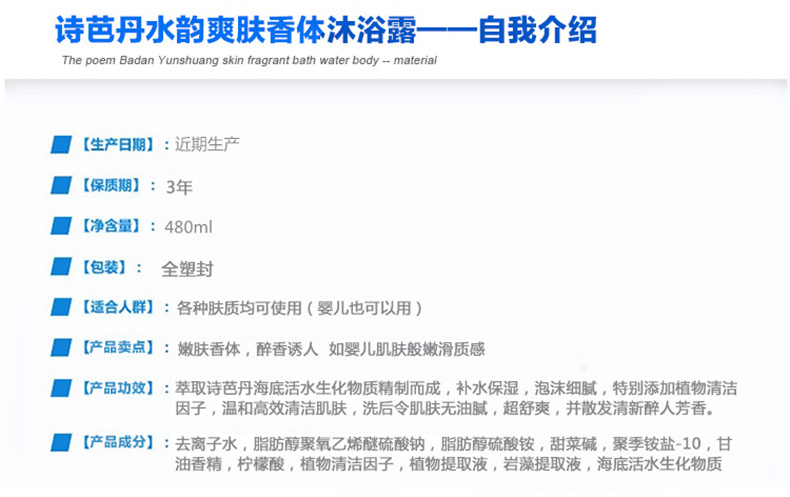 诗芭丹水韵爽肤香体沐浴露——自我介绍
The poem Badan Yunshuang skin fragrant bath water body -- material
【生产日期】：近期生产
【保质期】：3年
【净含量】：480ml
【包装】：全塑封
【适合人群】：各种肤质均可使用（婴儿也可以用）
【产品卖点】：嫩肤香体，醉香诱人 如婴儿肌肤般嫩滑质感
【产品功效】：萃取诗芭丹海底活水生化物质精制而成，补水保湿，泡沫细腻，特别添加植物清洁
因子，温和高效清洁肌肤，洗后令肌肤无油腻，超舒爽，并散发清新醉人芳香。
【产品成分】：去离子水，脂肪醇聚氧乙烯醚硫酸钠，脂肪醇硫酸铵，甜菜碱，聚季铵盐-10，甘
油香精，柠檬酸，植物清洁因子，植物提取液，岩藻提取液，海底活水生化物质